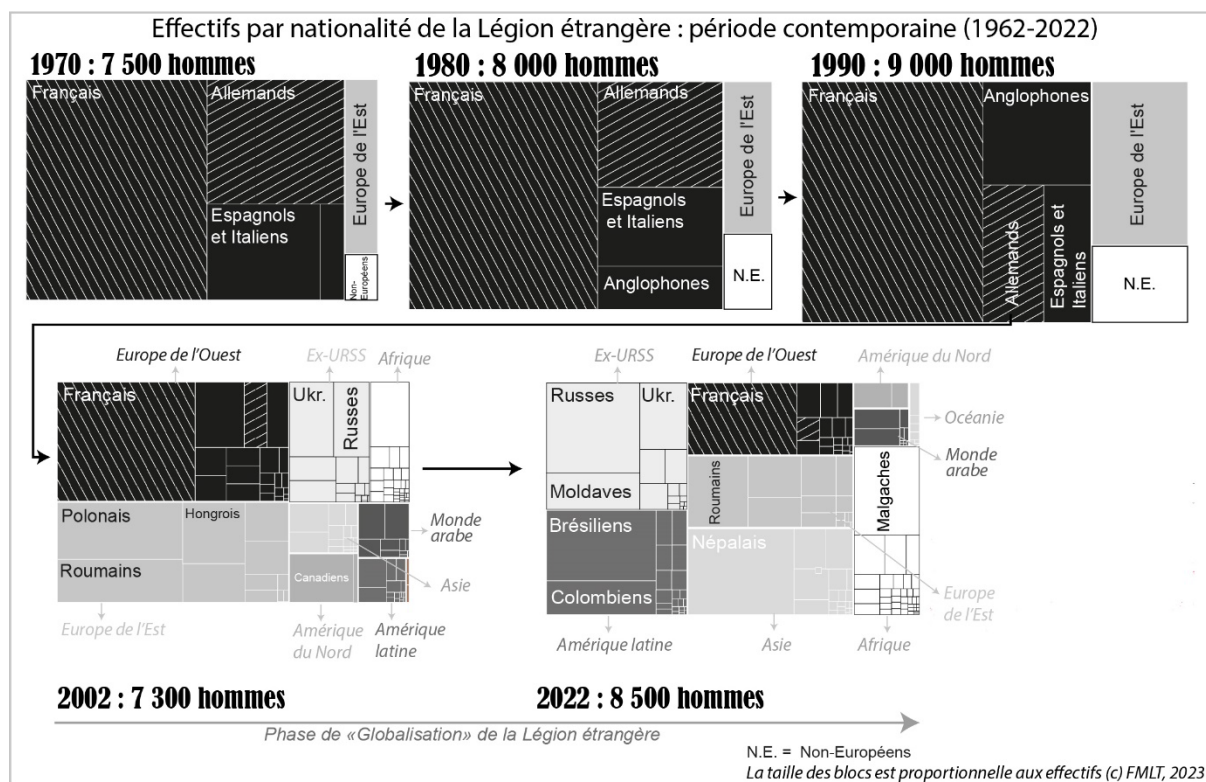 Effectifs par nationalité de la Légion étrangère : période contemporaine (1962-2022)
1970 : 7 500 hommes
Français
Allemands
Espagnols
et Italiens
Europe de l'Est
Non-
Européens
1980 : 8 000 hommes
Français
Allemands
Espagnols
et Italiens
Anglophones
Europe de l'Est
N.E.
1990 : 9 000 hommes
Français
Anglophones
Allemands
Espagnols et
Italiens
Europe de l'Est
N.E.
Europe de l'Ouest
Ex-URSS
Afrique
Français
Ukr.
Russes
Polonais
Hongrois
Roumains
Canadiens
Monde
arabe
Asie
Europe de l'Est
Amérique
du Nord
Amérique
latine
2002 : 7 300 hommes
Ex-URSS
Europe de l'Ouest
Amérique du Nord
Russes
Ukr.
Français
Océanie
Monde
arabe
Moldaves
Roumains
Malgaches
Brésiliens
Népalais
Colombiens
Europe de
l'Est
Amérique latine
Asie
Afrique
2022 : 8 500 hommes
Phase de «Globalisation» de la Légion étrangère
N.E. = Non-Européens
La taille des blocs est proportionnelle aux effectifs (c) FMLT, 2023